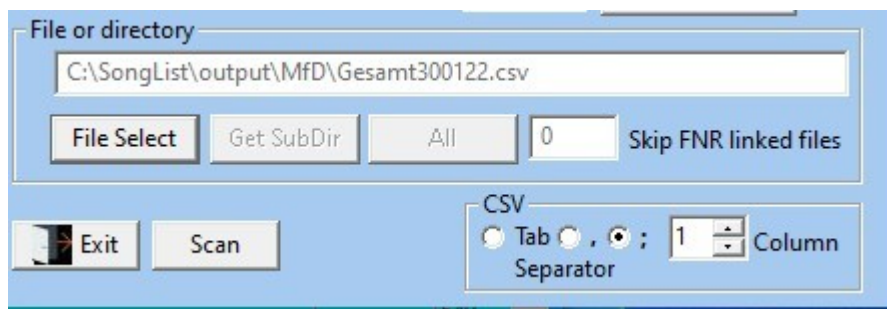 File or directory
C:\SongList\output\MfD\Gesamt300122.csv
File Select Get SubDir All 0 Skip FNR linked files
CSV
Exit Scan Tab , ; 1 Column
Separator